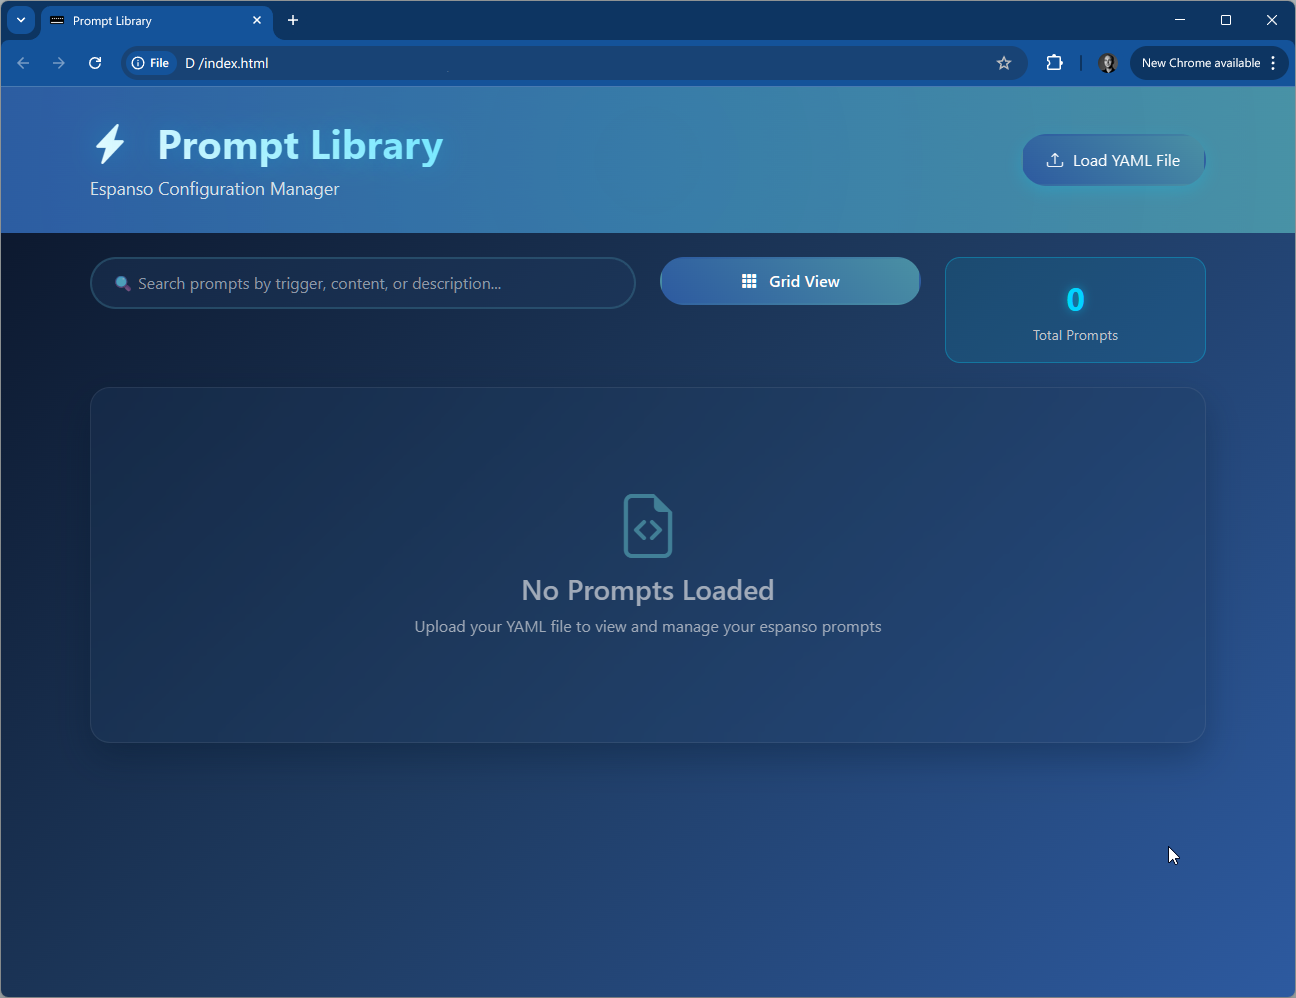 Prompt Library
File
D /index.html
New Chrome available
Prompt Library
Espanso Configuration Manager
Load YAML File
Search prompts by trigger, content, or description...
Grid View
0
Total Prompts
No Prompts Loaded
Upload your YAML file to view and manage your espanso prompts